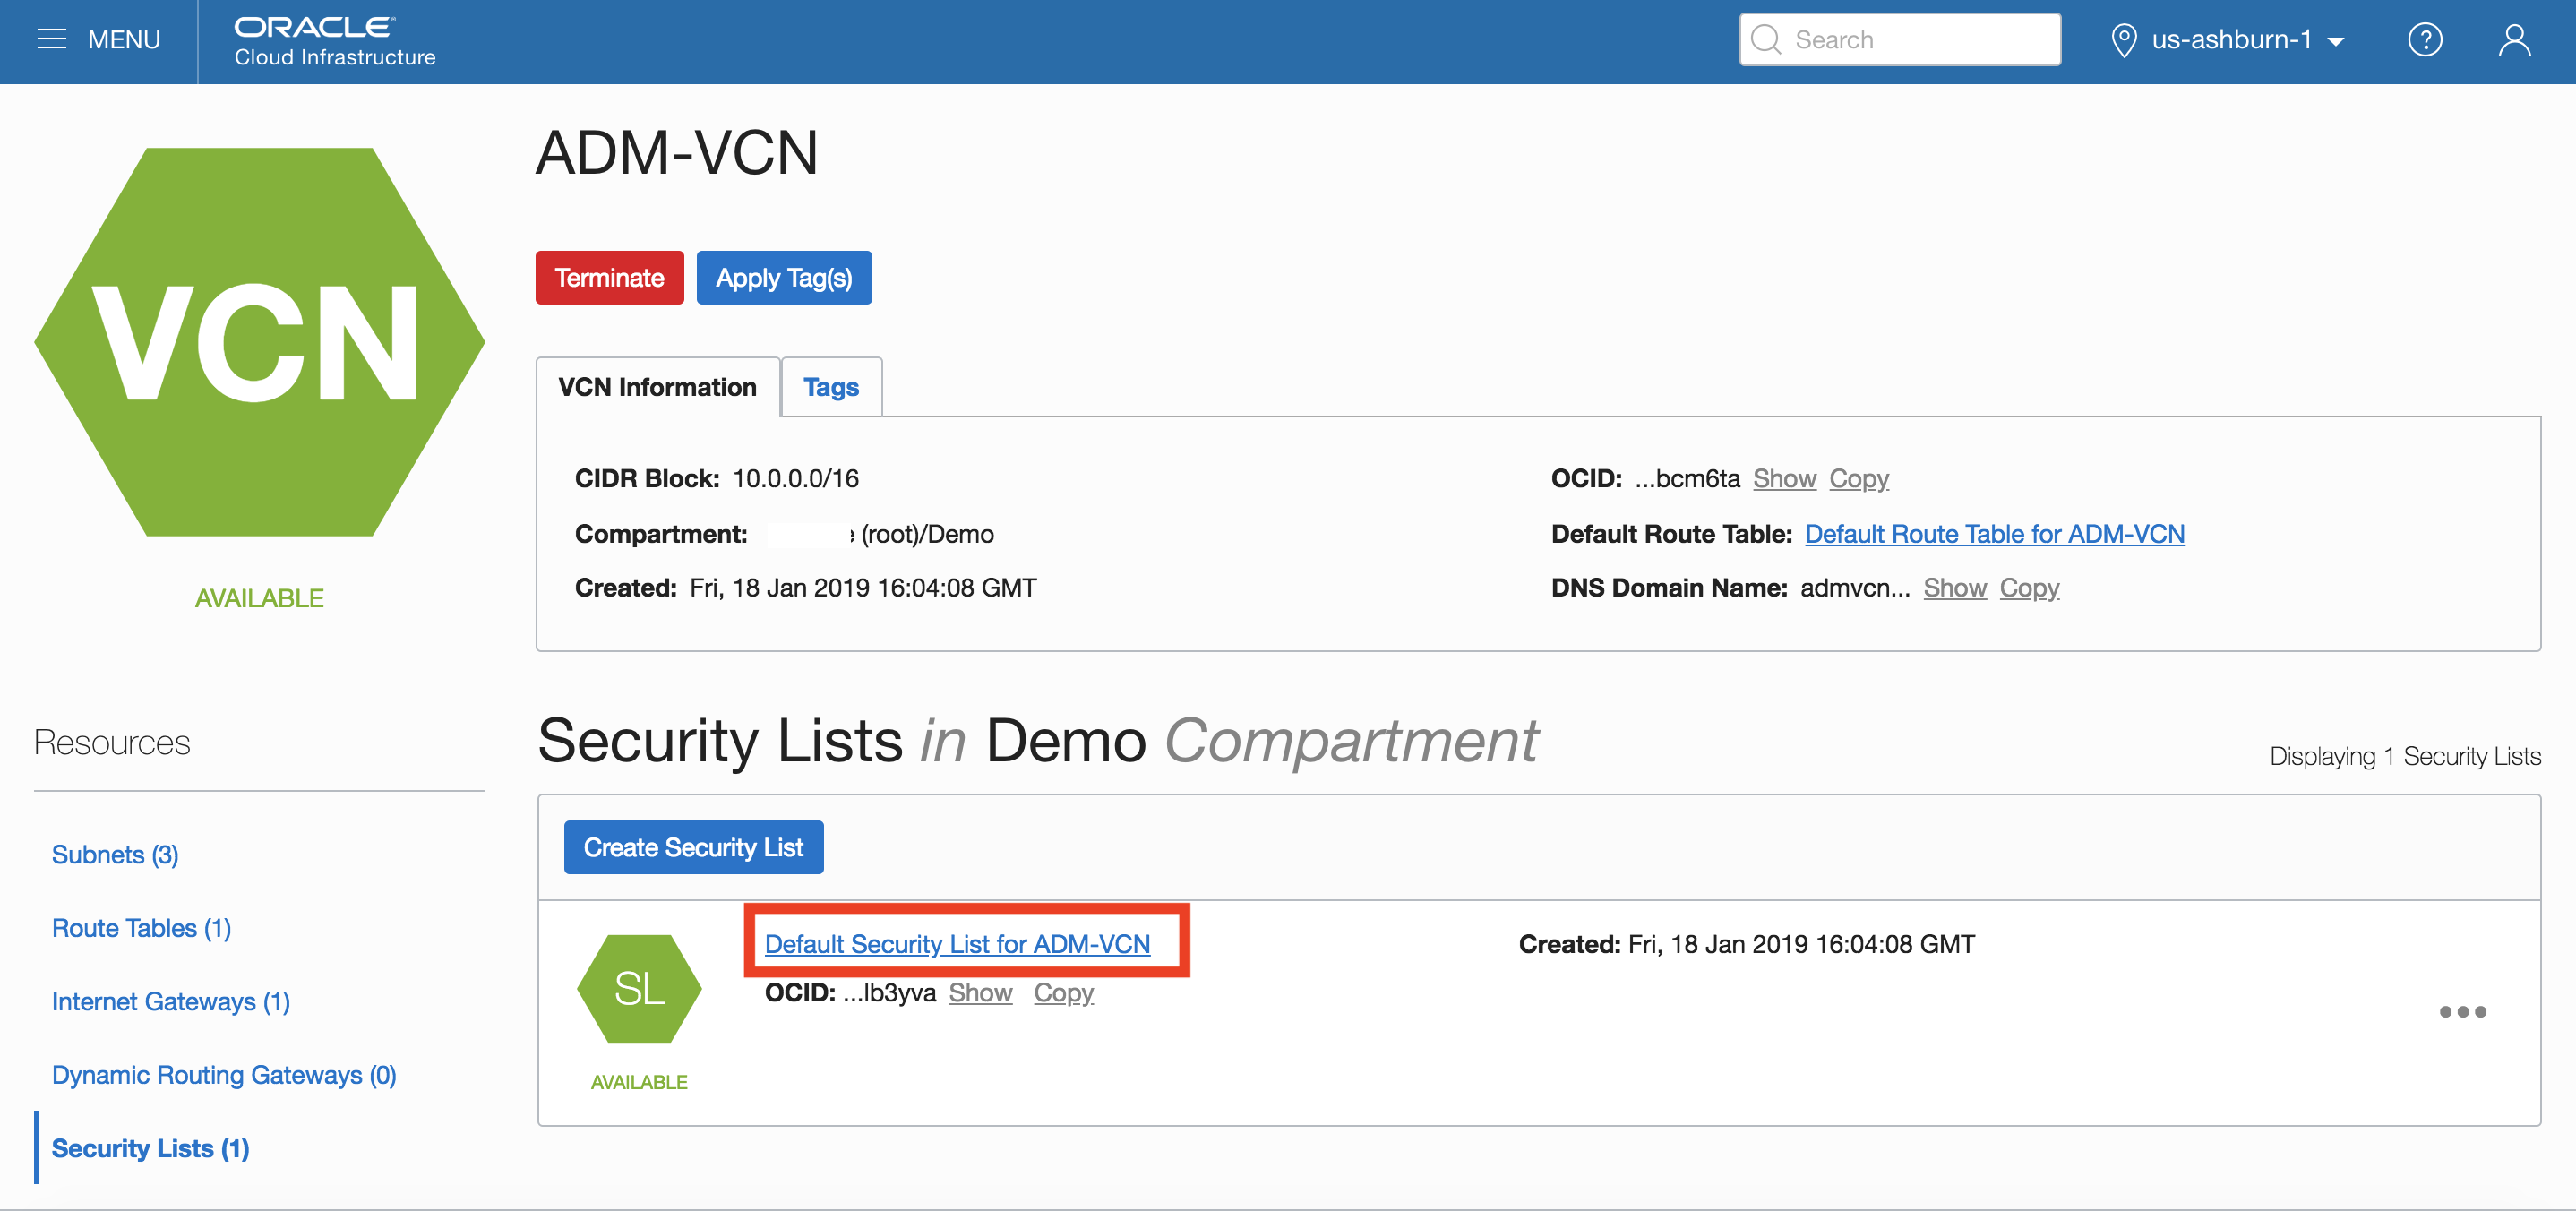 MENU
ORACLE
Cloud Infrastructure
Search
us-ashburn-1
?
ADM-VCN
VCN
AVAILABLE
Terminate
Apply Tag(s)
VCN Information
Tags
CIDR Block: 10.0.0.0/16
Compartment: (root)/Demo
Created: Fri, 18 Jan 2019 16:04:08 GMT
OCID: ...bcm6ta Show Copy
Default Route Table: Default Route Table for ADM-VCN
DNS Domain Name: admvcn... Show Copy
Resources
Subnets (3)
Route Tables (1)
Internet Gateways (1)
Dynamic Routing Gateways (0)
Security Lists (1)
Security Lists in Demo Compartment
Displaying 1 Security Lists
Create Security List
SL
AVAILABLE
Default Security List for ADM-VCN
OCID: ...lb3yva Show Copy
Created: Fri, 18 Jan 2019 16:04:08 GMT